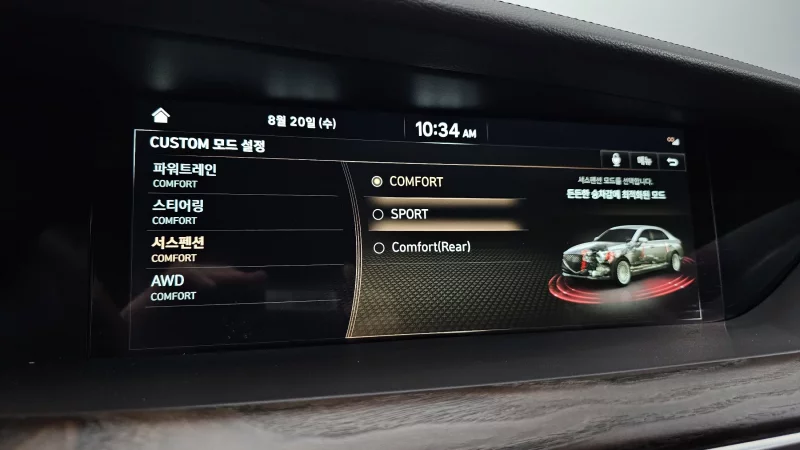 8월 20일 (수)
10:34 AM
CUSTOM 모드 설정
메뉴
파워트레인
COMFORT
스티어링
COMFORT
서스펜션
COMFORT
AWD
COMFORT
COMFORT
SPORT
Comfort(Rear)
서스펜션 모드를 선택합니다.
든든한 승차감에 최적화된 모드